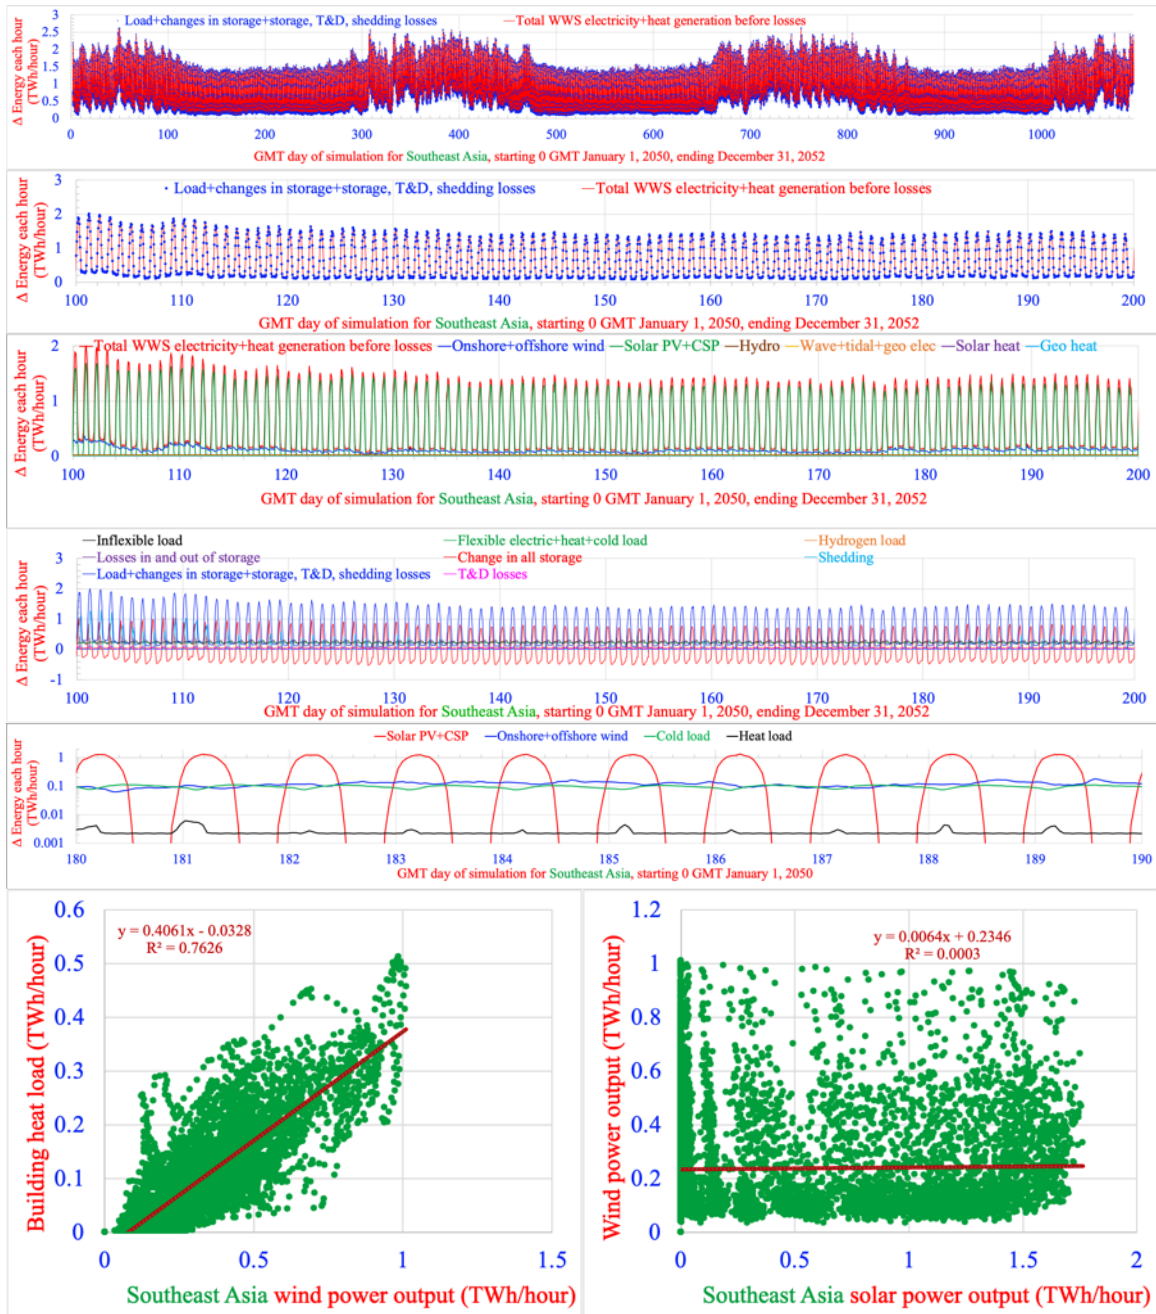 Load+changes in storage+storage, T&D, shedding losses —Total WWS electricity+heat generation before losses
Δ Energy each hour
(TWh/hour)
3
2.5
2
1.5
1
0.5
0
0 100 200 300 400 500 600 700 800 900 1000
GMT day of simulation for Southeast Asia, starting 0 GMT January 1, 2050, ending December 31, 2052
Load+changes in storage+storage, T&D, shedding losses —Total WWS electricity+heat generation before losses
Δ Energy each hour
(TWh/hour)
3
2
1
0
100 110 120 130 140 150 160 170 180 190 200
GMT day of simulation for Southeast Asia, starting 0 GMT January 1, 2050, ending December 31, 2052
—Total WWS electricity+heat generation before losses —Onshore+offshore wind —Solar PV+CSP —Hydro —Wave+tidal+geo elec —Solar heat —Geo heat
Δ Energy each hour
(TWh/hour)
2
1
0
100 110 120 130 140 150 160 170 180 190 200
GMT day of simulation for Southeast Asia, starting 0 GMT January 1, 2050, ending December 31, 2052
—Inflexible load —Flexible electric+heat+cold load —Hydrogen load
—Losses in and out of storage —Change in all storage —Shedding
—Load+changes in storage+storage, T&D, shedding losses —T&D losses
Δ Energy each hour
(TWh/hour)
3
2
1
0
-1
100 110 120 130 140 150 160 170 180 190 200
GMT day of simulation for Southeast Asia, starting 0 GMT January 1, 2050, ending December 31, 2052
—Solar PV+CSP —Onshore+offshore wind —Cold load —Heat load
Δ Energy each hour
(TWh/hour)
1
0.1
0.01
0.001
180 181 182 183 184 185 186 187 188 189 190
GMT day of simulation for Southeast Asia, starting 0 GMT January 1, 2050
Building heat load (TWh/hour)
0.6
0.5
0.4
0.3
0.2
0.1
0
y = 0.4061x - 0.0328
R² = 0.7626
0 0.5 1 1.5
Southeast Asia wind power output (TWh/hour)
Wind power output (TWh/hour)
1.2
1
0.8
0.6
0.4
0.2
0
y = 0.0064x + 0.2346
R² = 0.0003
0 0.5 1 1.5 2
Southeast Asia solar power output (TWh/hour)